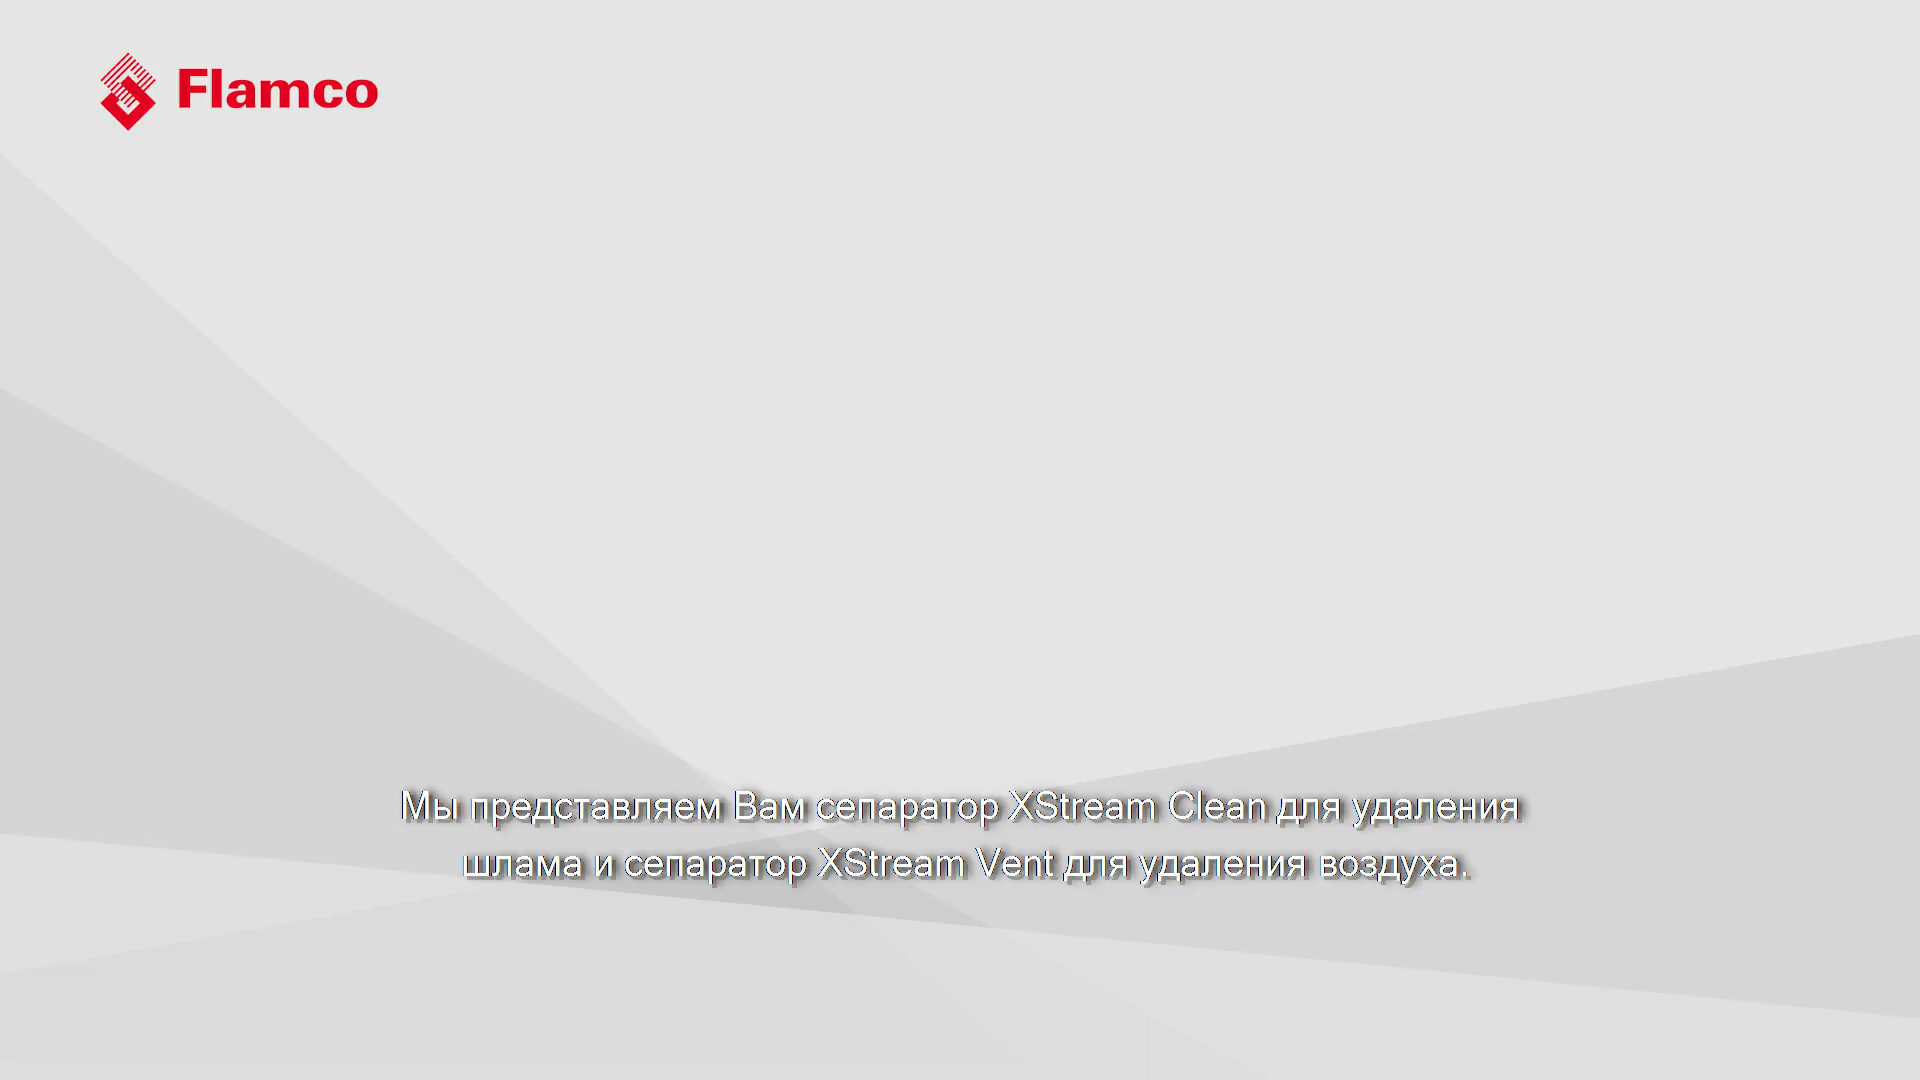 Flamco
Мы представляем Вам сепаратор XStream Clean для удаления
шлама и сепаратор XStream Vent для удаления воздуха.